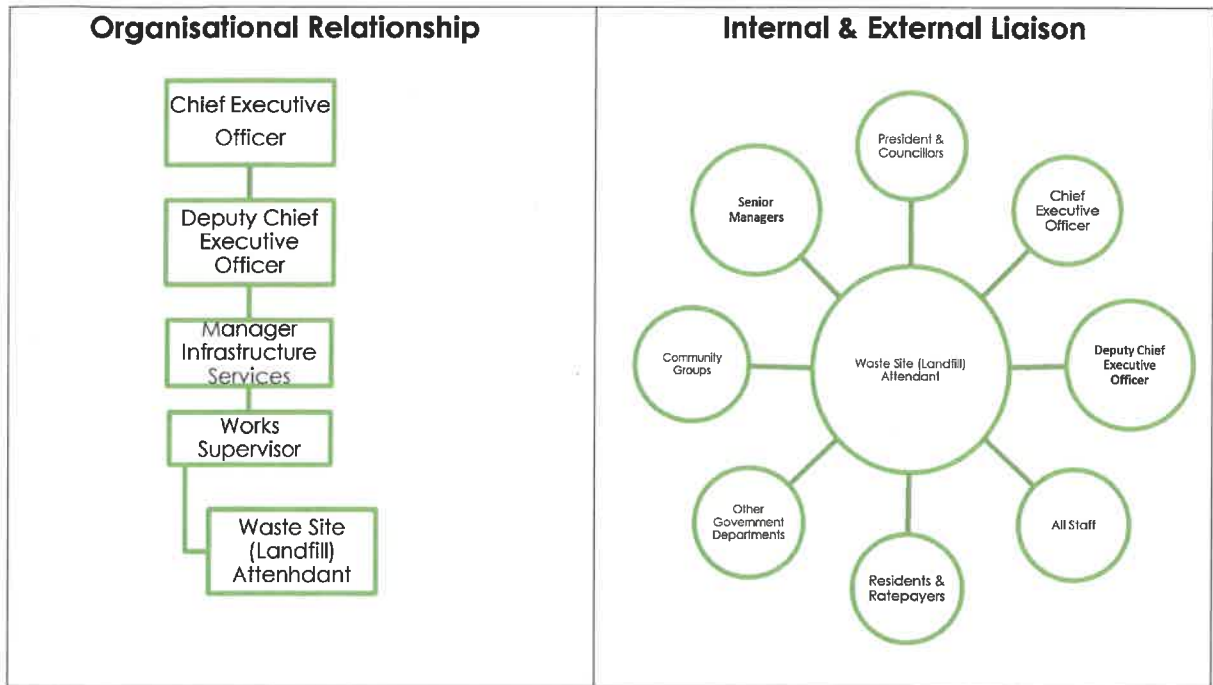 Organisational Relationship
Chief Executive
Officer
Deputy Chief
Executive
Officer
Manager
Infrastructure
Services
Works
Supervisor
Waste Site
(Landfill)
Attenhdant
Internal & External Liaison
President &
Councillors
Chief
Executive
Officer
Deputy Chief
Executive
Officer
All Staff
Residents &
Ratepayers
Other
Government
Departments
Community
Groups
Senior
Managers
Waste Site (Landfill)
Attendant